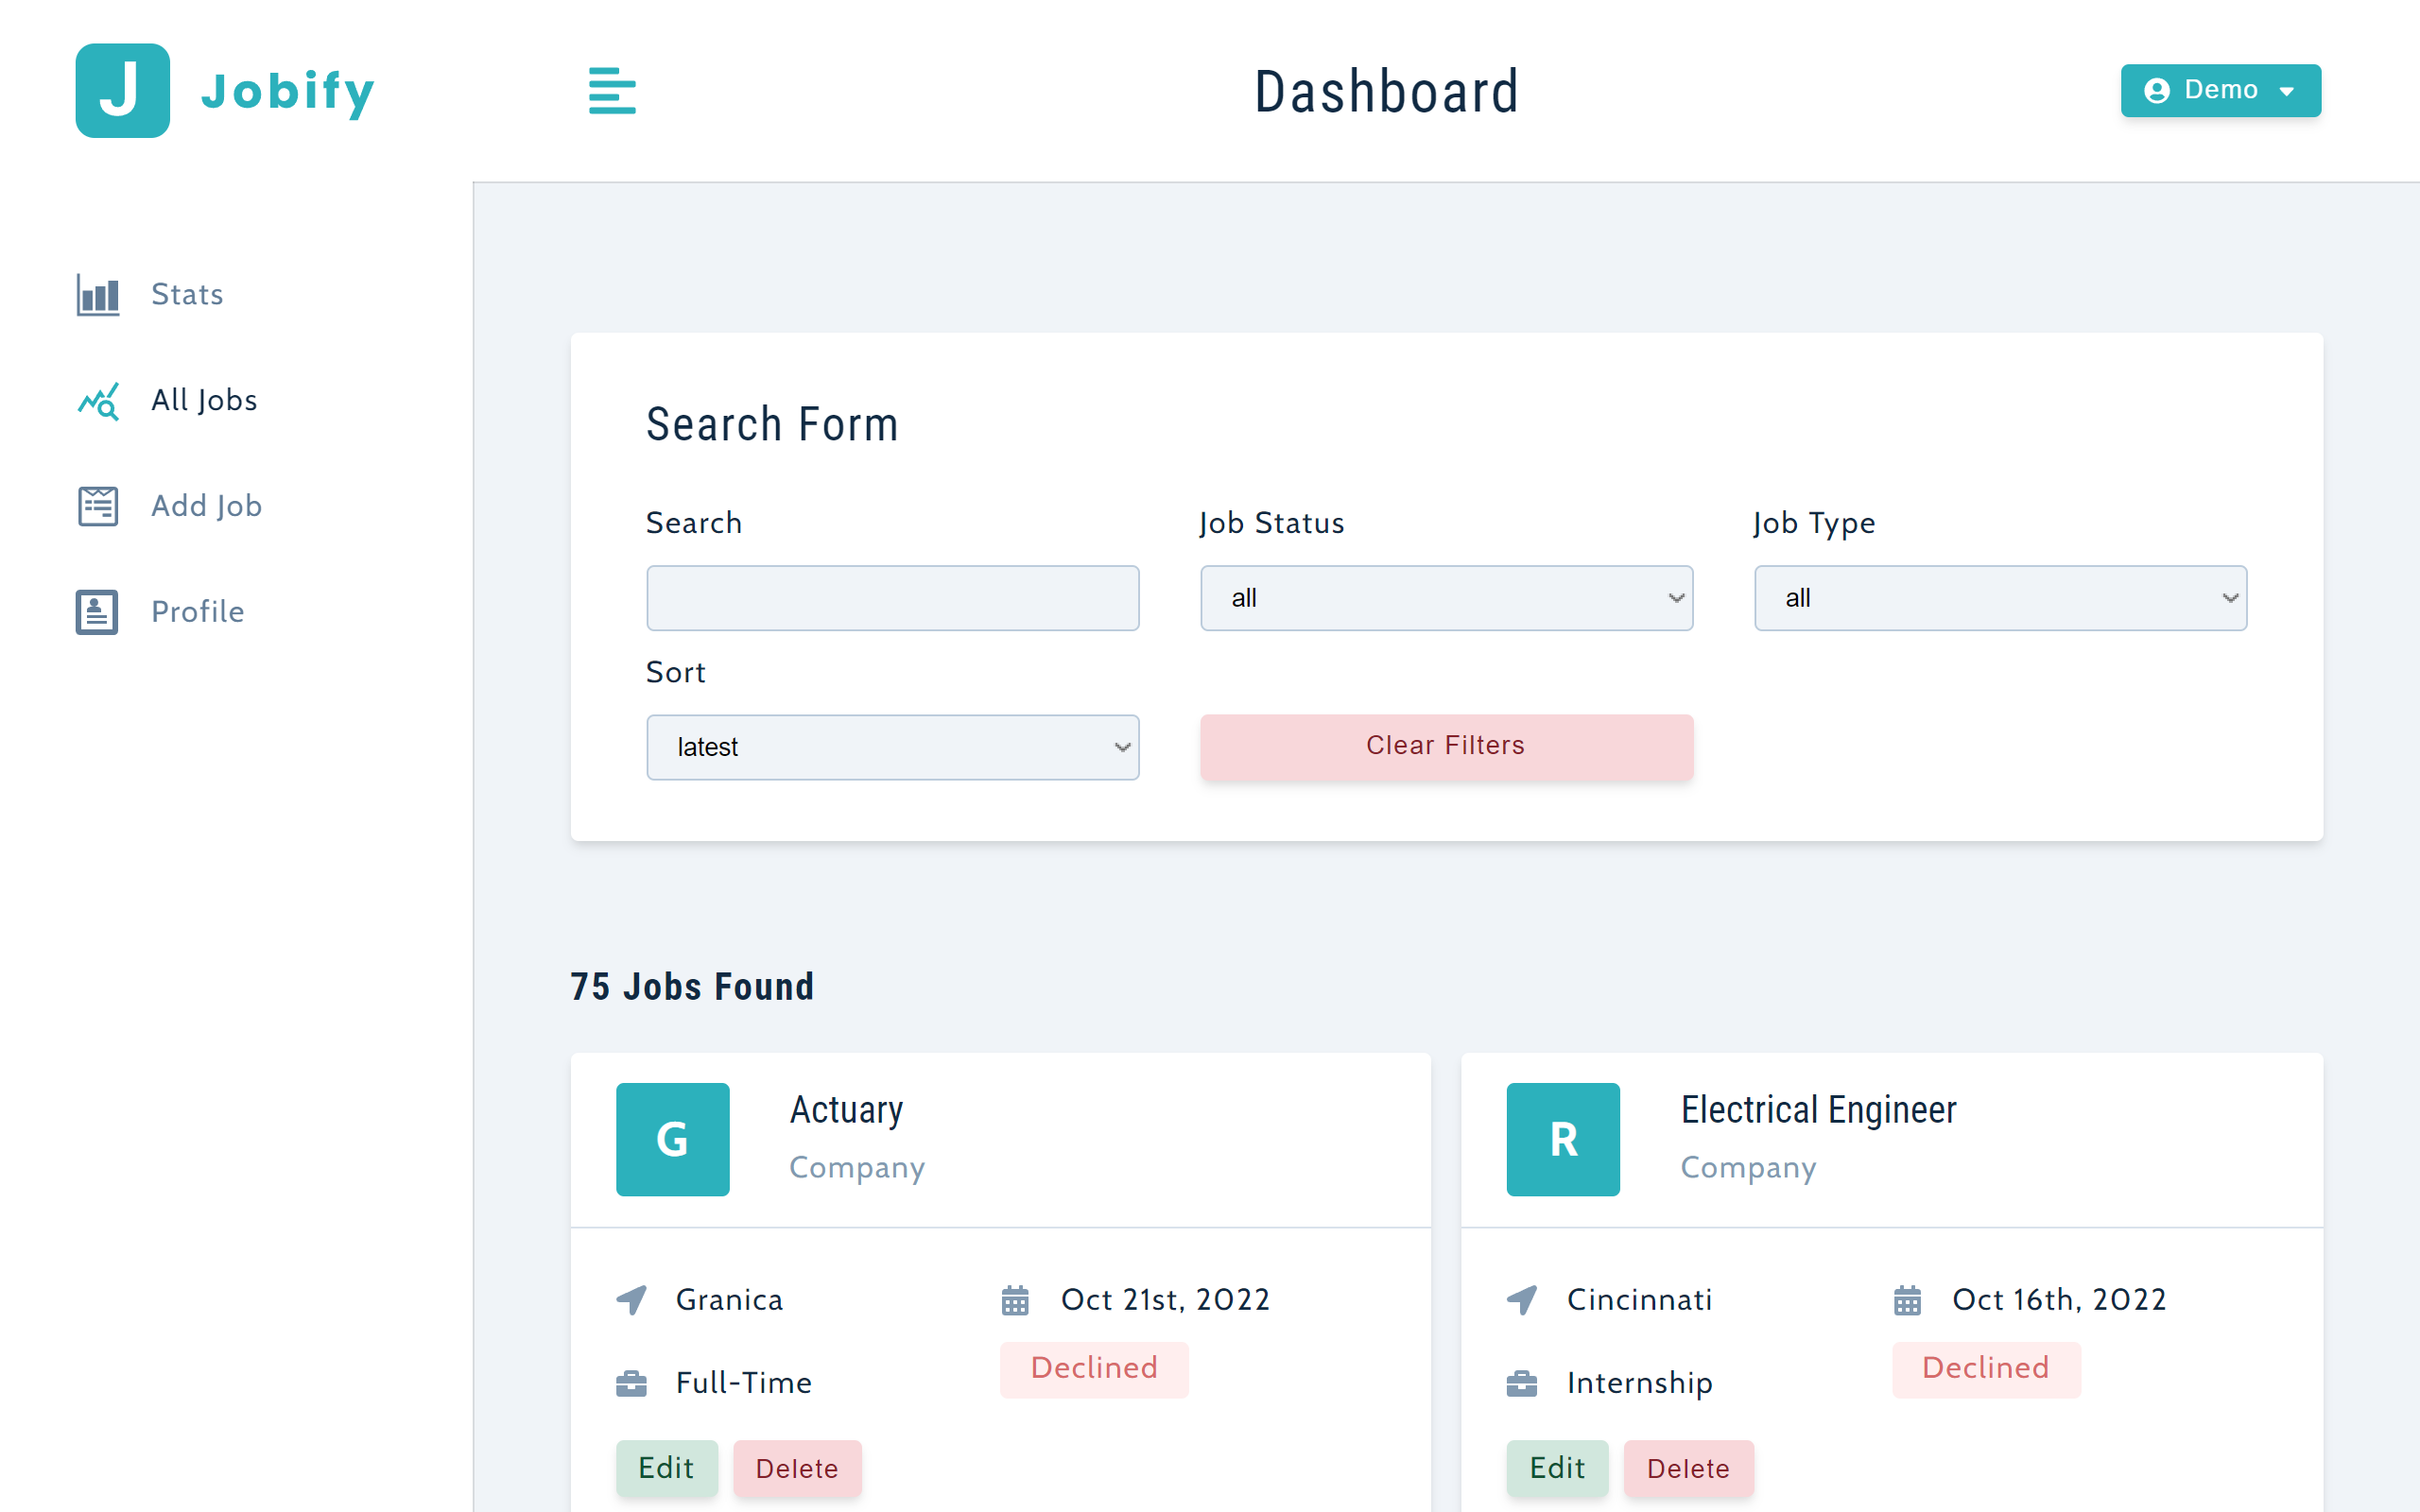 J Jobify
Dashboard
Demo
Stats
All Jobs
Add Job
Profile
Search Form
Search
Job Status
Job Type
all
all
Sort
latest
Clear Filters
75 Jobs Found
G
Actuary
Company
Granica
Oct 21st, 2022
Full-Time
Declined
Edit
Delete
R
Electrical Engineer
Company
Cincinnati
Oct 16th, 2022
Internship
Declined
Edit
Delete